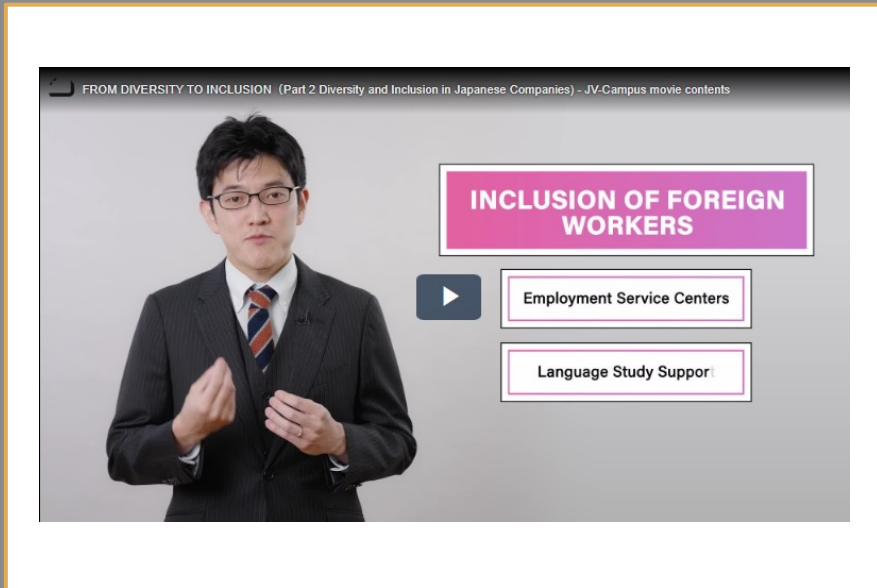 FROM DIVERSITY TO INCLUSION（Part 2 Diversity and Inclusion in Japanese Companies) - JV-Campus movie contents
INCLUSION OF FOREIGN
WORKERS
Employment Service Centers
Language Study Support